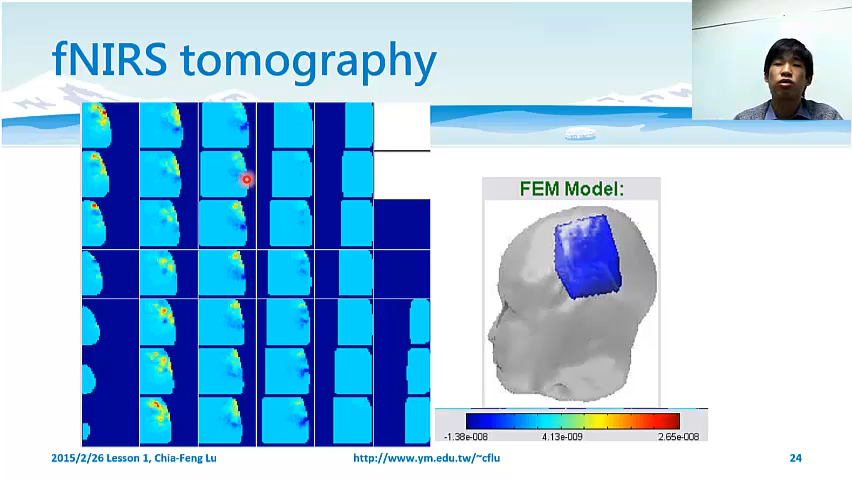 fNIRS tomography
FEM Model:
-1.38e-008
4.13e-009
2.65e-008
2015/2/26 Lesson 1, Chia-Feng Lu
http://www.ym.edu.tw/~cflu
24